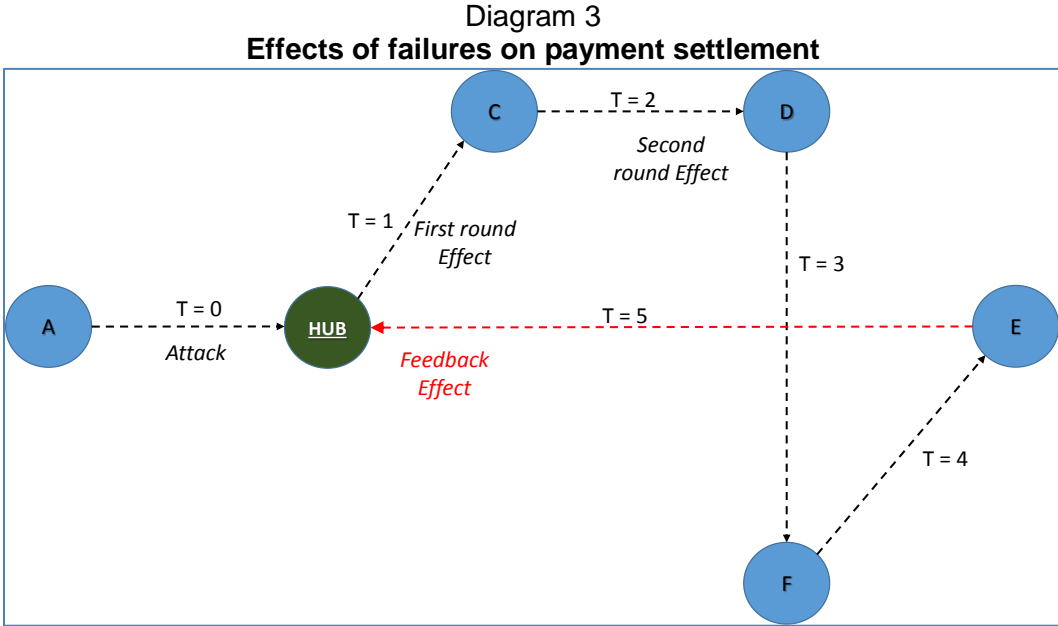 Diagram 3
Effects of failures on payment settlement
C
T = 2
D
Second
round Effect
T = 1
First round
Effect
T = 3
A
T = 0
Attack
HUB
T = 5
Feedback
Effect
E
T = 4
F